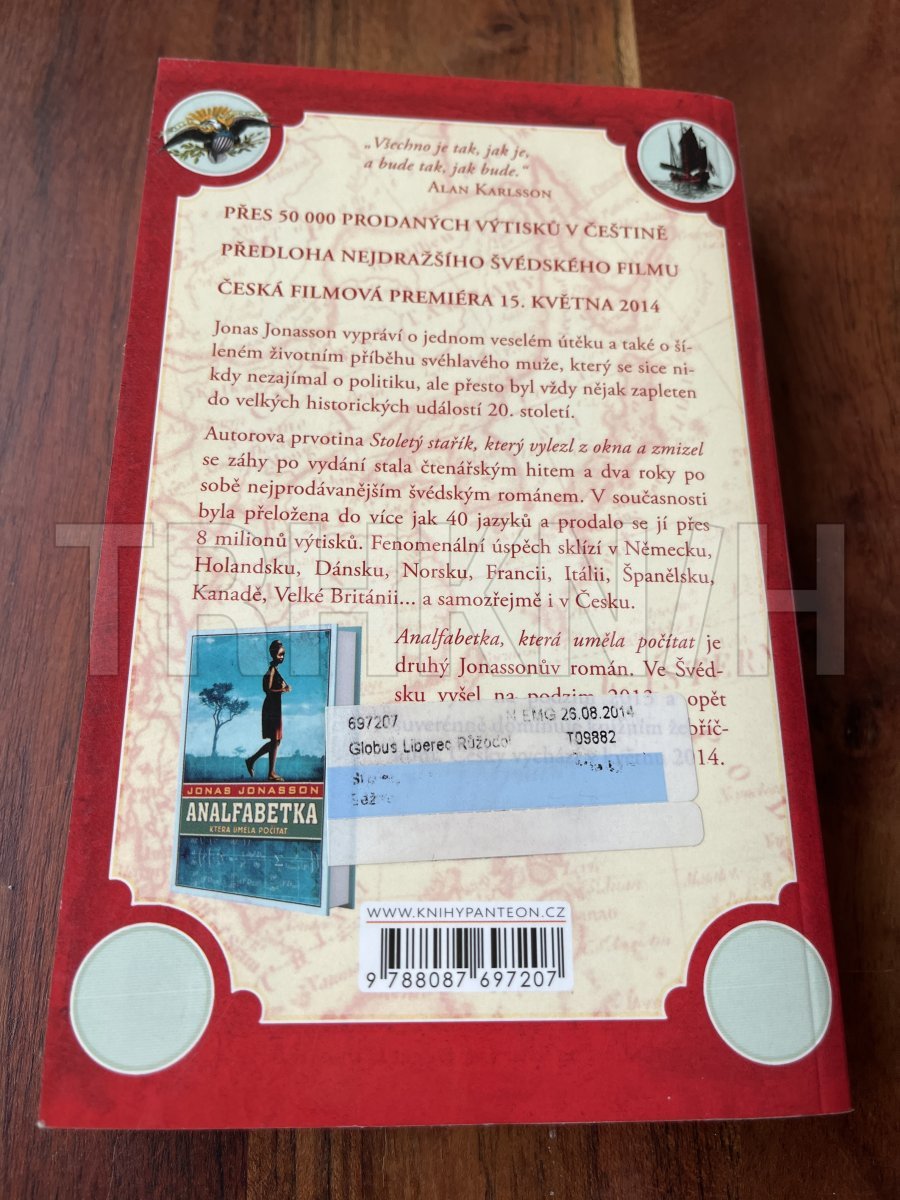 „Všechno je tak, jak je,
a bude tak, jak bude."
ALAN KARLSSON
PŘES 50 000 PRODANÝCH VÝTISKŮ V ČEŠTINĚ
PŘEDLOHA NEJDRAŽŠÍHO ŠVÉDSKÉHO FILMU
ČESKÁ FILMOVÁ PREMIÉRA 15. KVĚTNA 2014
Jonas Jonasson vypráví o jednom veselém útěku a také o ší-
leném životním příběhu svéhlavého muže, který se sice ni-
kdy nezajímal o politiku, ale přesto byl vždy nějak zapleten
do velkých historických událostí 20. století.
Autorova prvotina Stoletý stařík, který vylezl z okna a zmizel
se záhy po vydání stala čtenářským hitem a dva roky po
sobě nejprodávanějším švédským románem. V současnosti
byla přeložena do více jak 40 jazyků a prodalo se jí přes
8 milionů výtisků. Fenomenální úspěch sklízí v Německu,
Holandsku, Dánsku, Norsku, Francii, Itálii, Španělsku,
Kanadě, Velké Británii... a samozřejmě i v Česku.
TRHKNIH
Analfabetka, která uměla počítat je
druhý Jonassonův román. Ve Švéd-
sku vyšel na podzim 2013 a opět
suverénně
2014.
697207 EMG 26.08.2014
Globus Liberec T09882
JONAS JONASSON
ANALFABETKA
KTERÁ UMĚLA POČÍTAT
WWW.KNIHYPANTEON.CZ
9 788087 697207